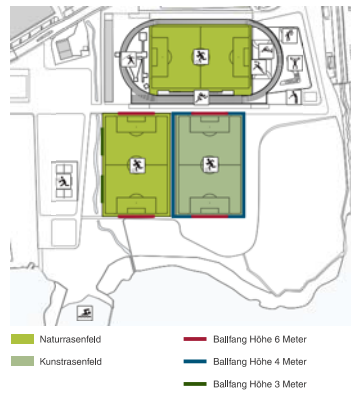 Naturrasenfeld
Kunstrasenfeld
Ballfang Höhe 6 Meter
Ballfang Höhe 4 Meter
Ballfang Höhe 3 Meter